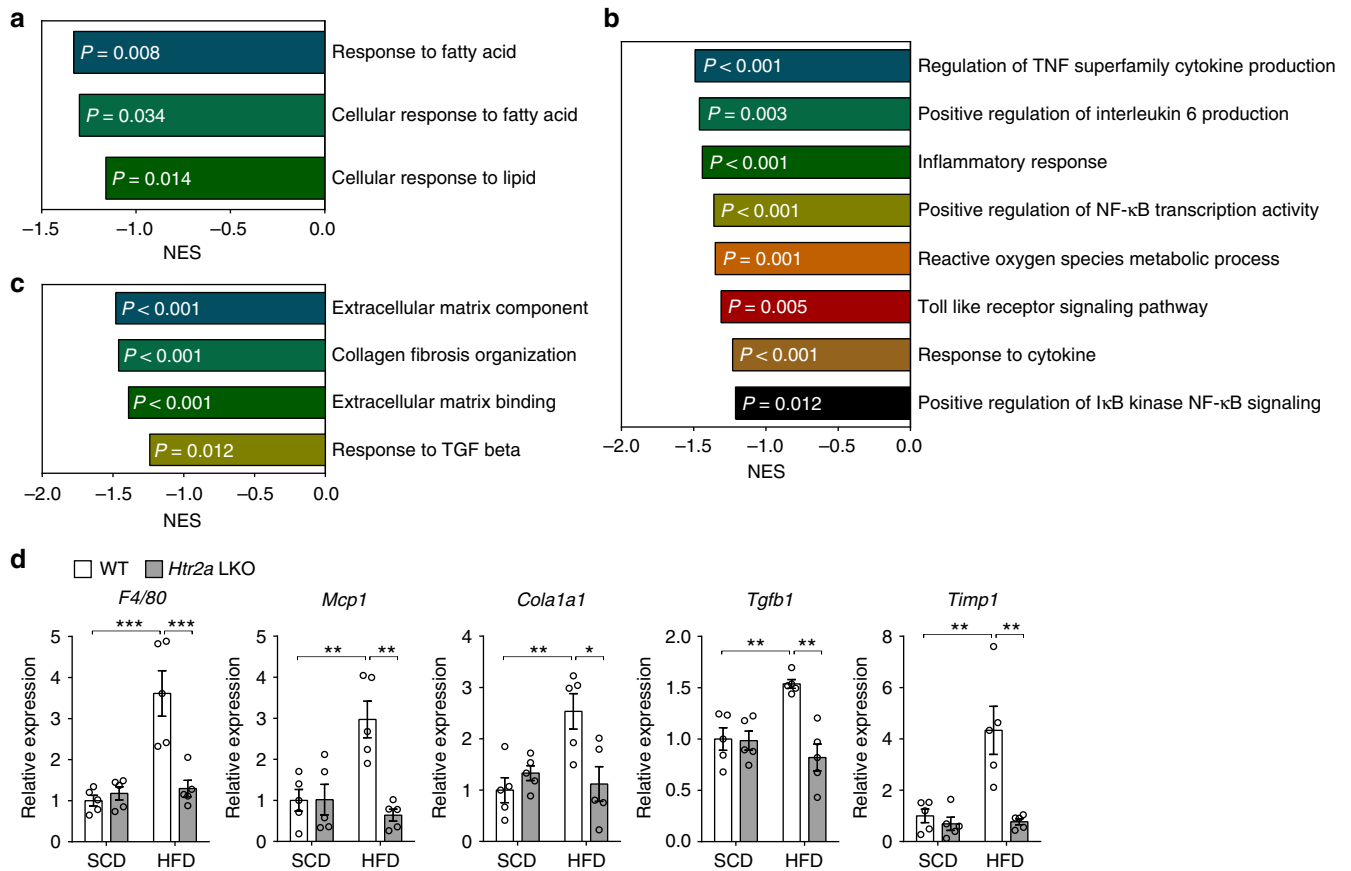 a
P = 0.008 Response to fatty acid
P = 0.034 Cellular response to fatty acid
P = 0.014 Cellular response to lipid
–1.5 –1.0 –0.5 0.0
NES
b
P < 0.001 Regulation of TNF superfamily cytokine production
P = 0.003 Positive regulation of interleukin 6 production
P < 0.001 Inflammatory response
P < 0.001 Positive regulation of NF-κB transcription activity
P = 0.001 Reactive oxygen species metabolic process
P = 0.005 Toll like receptor signaling pathway
P < 0.001 Response to cytokine
P = 0.012 Positive regulation of IκB kinase NF-κB signaling
–2.0 –1.5 –1.0 –0.5 0.0
NES
c
P < 0.001 Extracellular matrix component
P < 0.001 Collagen fibrosis organization
P < 0.001 Extracellular matrix binding
P = 0.012 Response to TGF beta
–2.0 –1.5 –1.0 –0.5 0.0
NES
d
WT Htr2a LKO
F4/80
*** ***
Relative expression
5
4
3
2
1
0
SCD HFD
Mcp1
** **
Relative expression
5
4
3
2
1
0
SCD HFD
Cola1a1
** *
Relative expression
4
3
2
1
0
SCD HFD
Tgfb1
** **
Relative expression
2.0
1.5
1.0
0.5
0.0
SCD HFD
Timp1
** **
Relative expression
8
6
4
2
0
SCD HFD